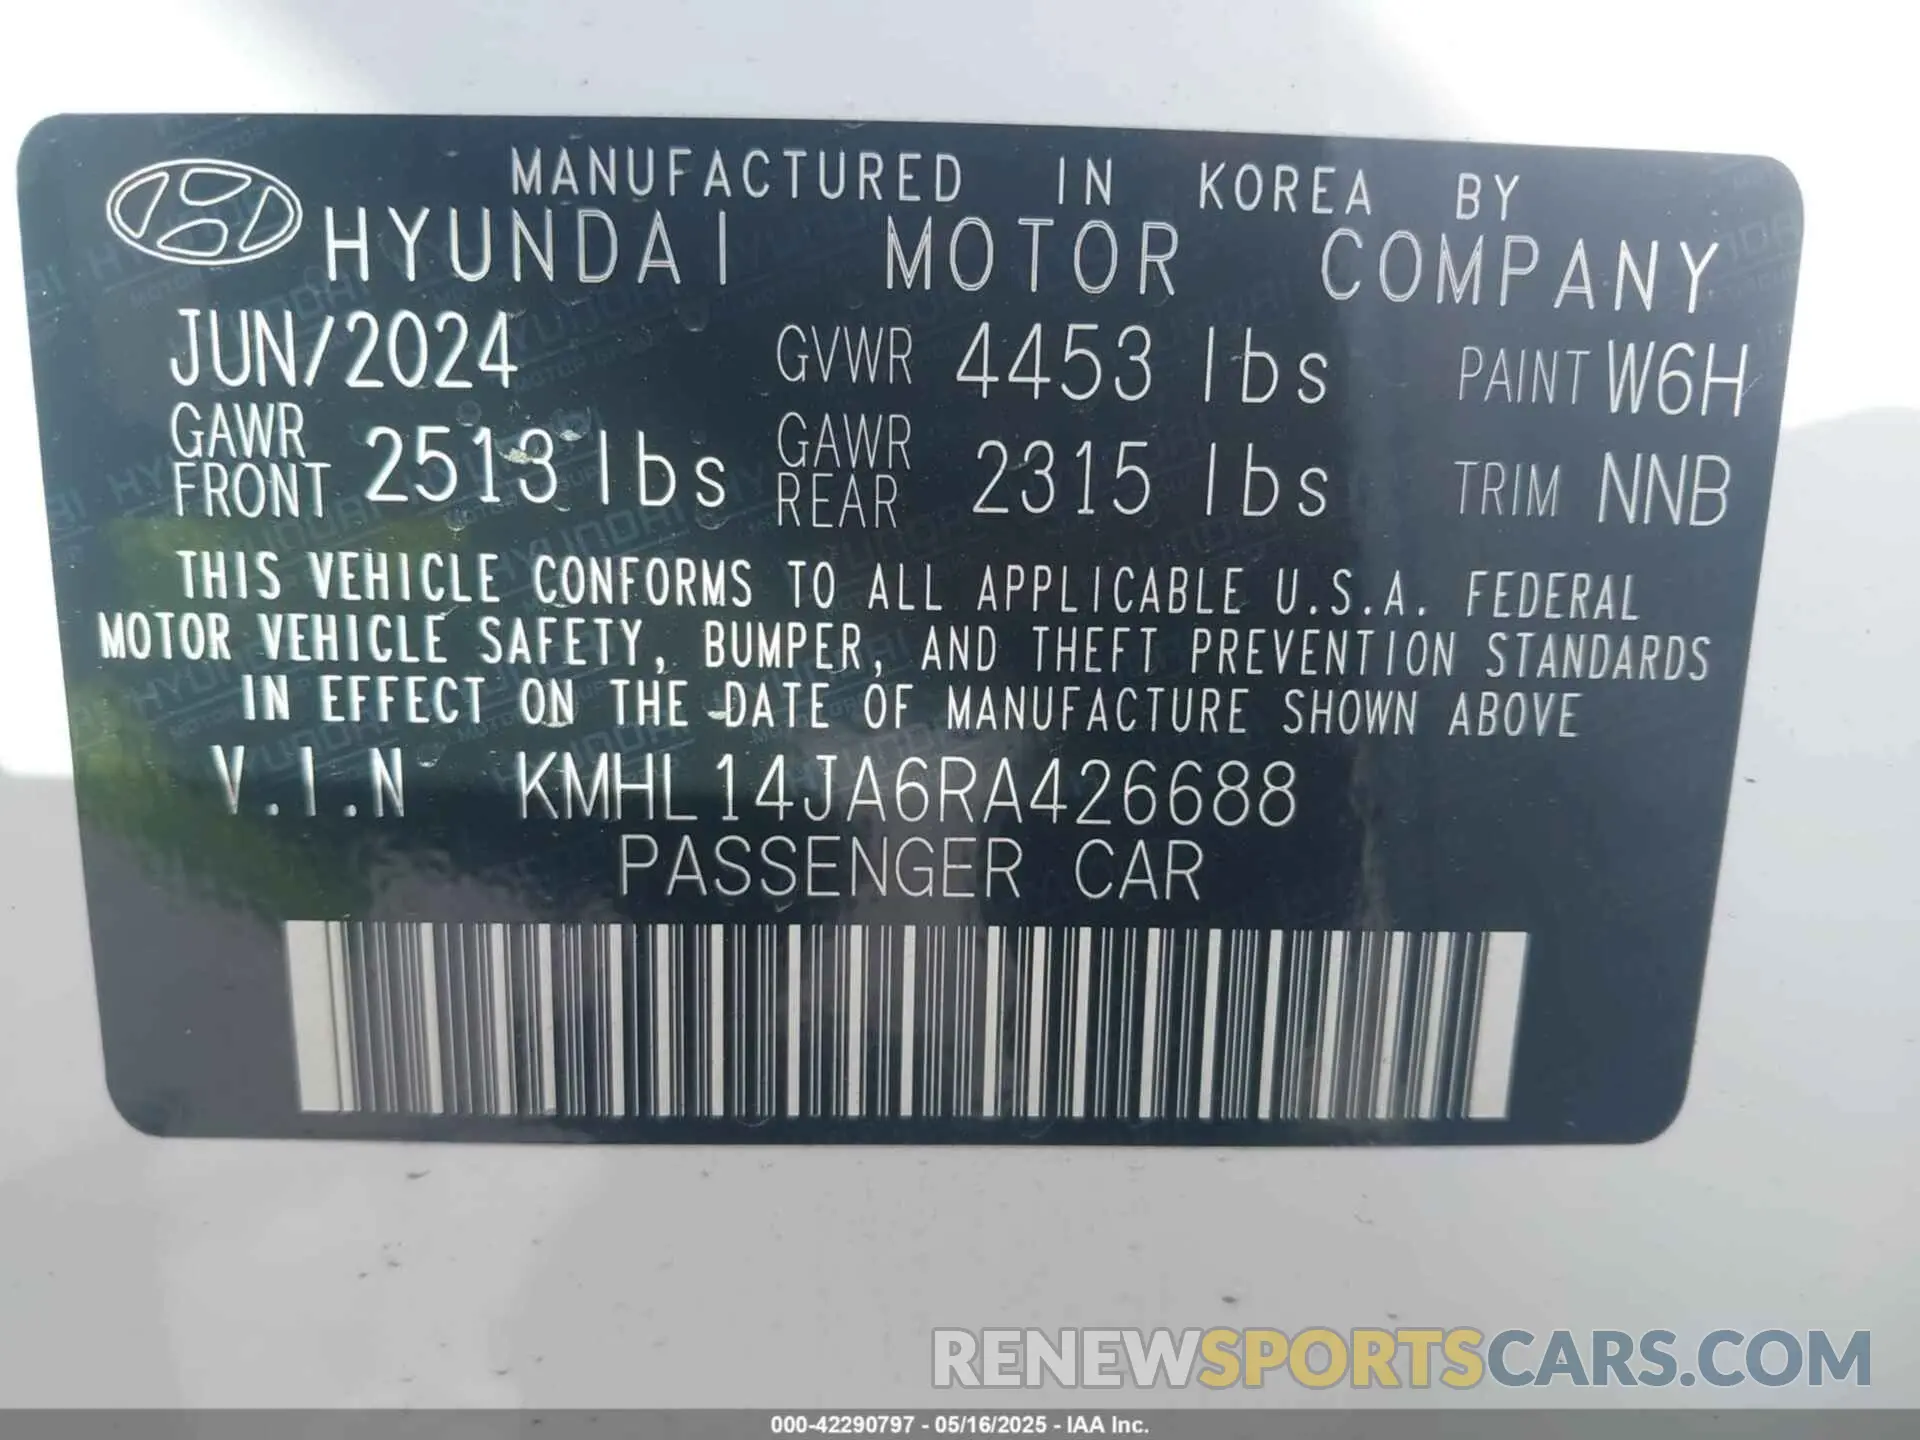 MANUFACTURED IN KOREA BY
HYUNDAI MOTOR COMPANY
JUN/2024 GVWR 4453 lbs PAINT W6H
GAWR FRONT 2513 lbs GAWR REAR 2315 lbs TRIM NNB
THIS VEHICLE CONFORMS TO ALL APPLICABLE U.S.A. FEDERAL
MOTOR VEHICLE SAFETY, BUMPER, AND THEFT PREVENTION STANDARDS
IN EFFECT ON THE DATE OF MANUFACTURE SHOWN ABOVE
V.I.N KMHL14JA6RA426688
PASSENGER CAR
RENEWSPORTSCARS.COM
000-42290797 - 05/16/2025 - IAA Inc.